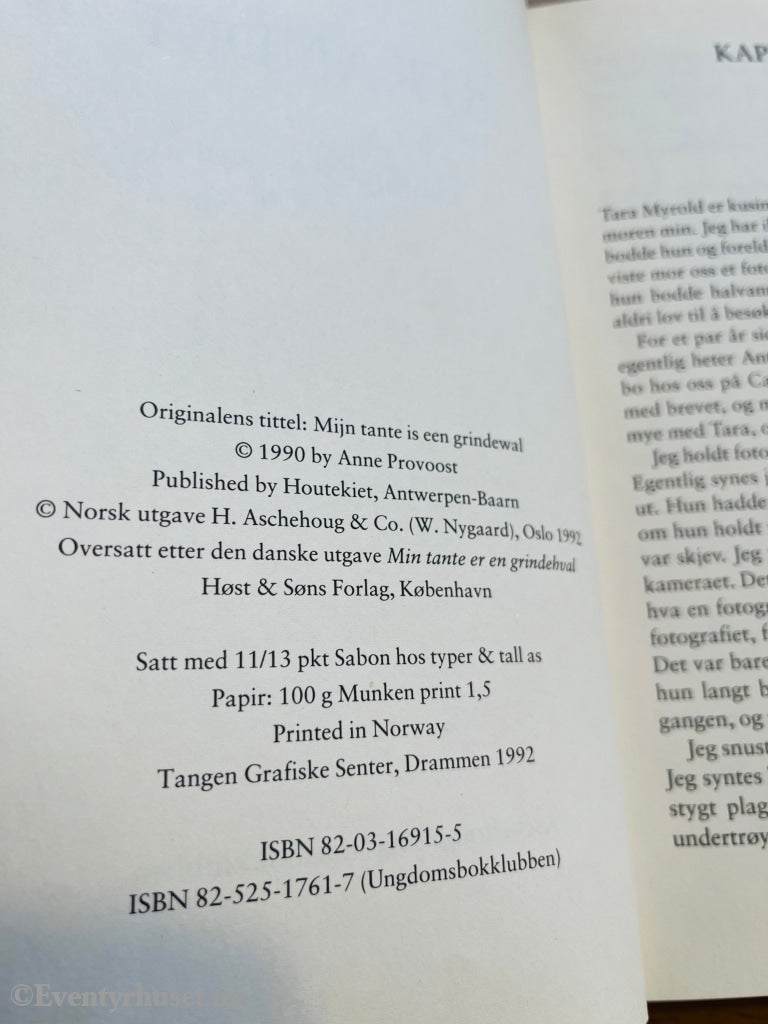 Originalens tittel: Mijn tante is een grindewal
© 1990 by Anne Provoost
Published by Houtekiet, Antwerpen-Baarn
© Norsk utgave H. Aschehoug & Co. (W. Nygaard), Oslo 1992
Oversatt etter den danske utgave Min tante er en grindehval
Høst & Søns Forlag, København
Satt med 11/13 pkt Sabon hos typer & tall as
Papir: 100 g Munken print 1,5
Printed in Norway
Tangen Grafiske Senter, Drammen 1992
ISBN 82-03-16915-5
ISBN 82-525-1761-7 (Ungdomsbokklubben)
KAP
Tara Myrold er kusin
moren min. Jeg har i
bodde hun og foreld
viste mor oss et foto
hun bodde halvann
aldri lov til å besøk
For et par år si
egentlig heter An
bo hos oss på Ca
med brevet, og m
mye med Tara, o
Jeg holdt foto
Egentlig synes j
ut. Hun hadde
om hun holdt
var skjev. Jeg
kameraet. De
hva en fotog
fotografiet, f
Det var bare
hun langt b
gangen, og
Jeg snust
Jeg syntes
stygt plag
undertrøy
©Eventyrhuset.no